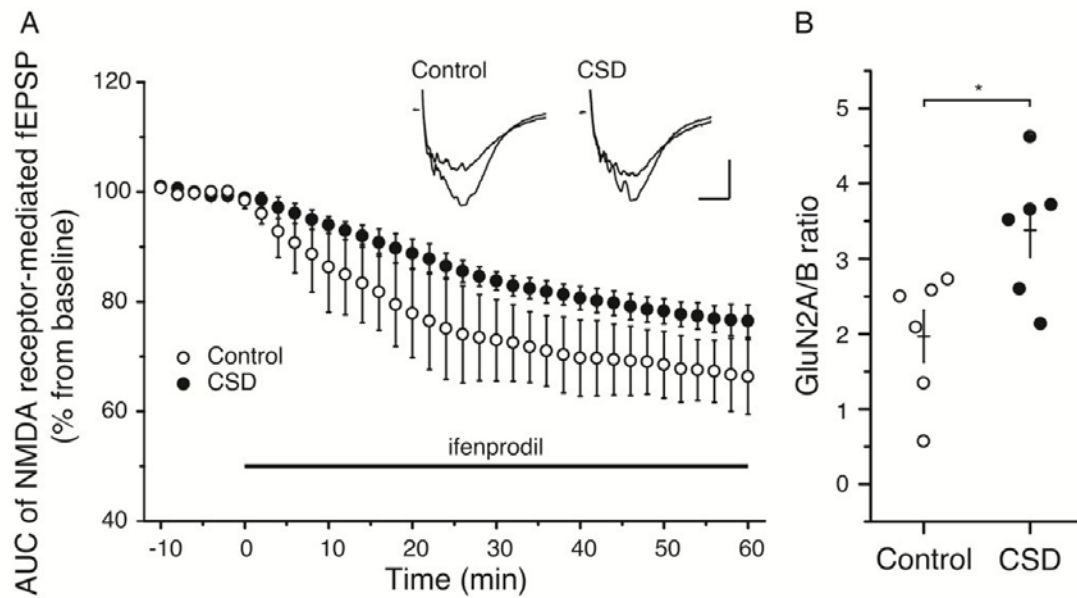 A
AUC of NMDA receptor-mediated fEPSP
(% from baseline)
120
100
80
60
40
Control
CSD
Control
CSD
ifenprodil
-10
0
10
20
30
40
50
60
Time (min)
B
*
GluN2A/B ratio
5
4
3
2
1
0
Control
CSD